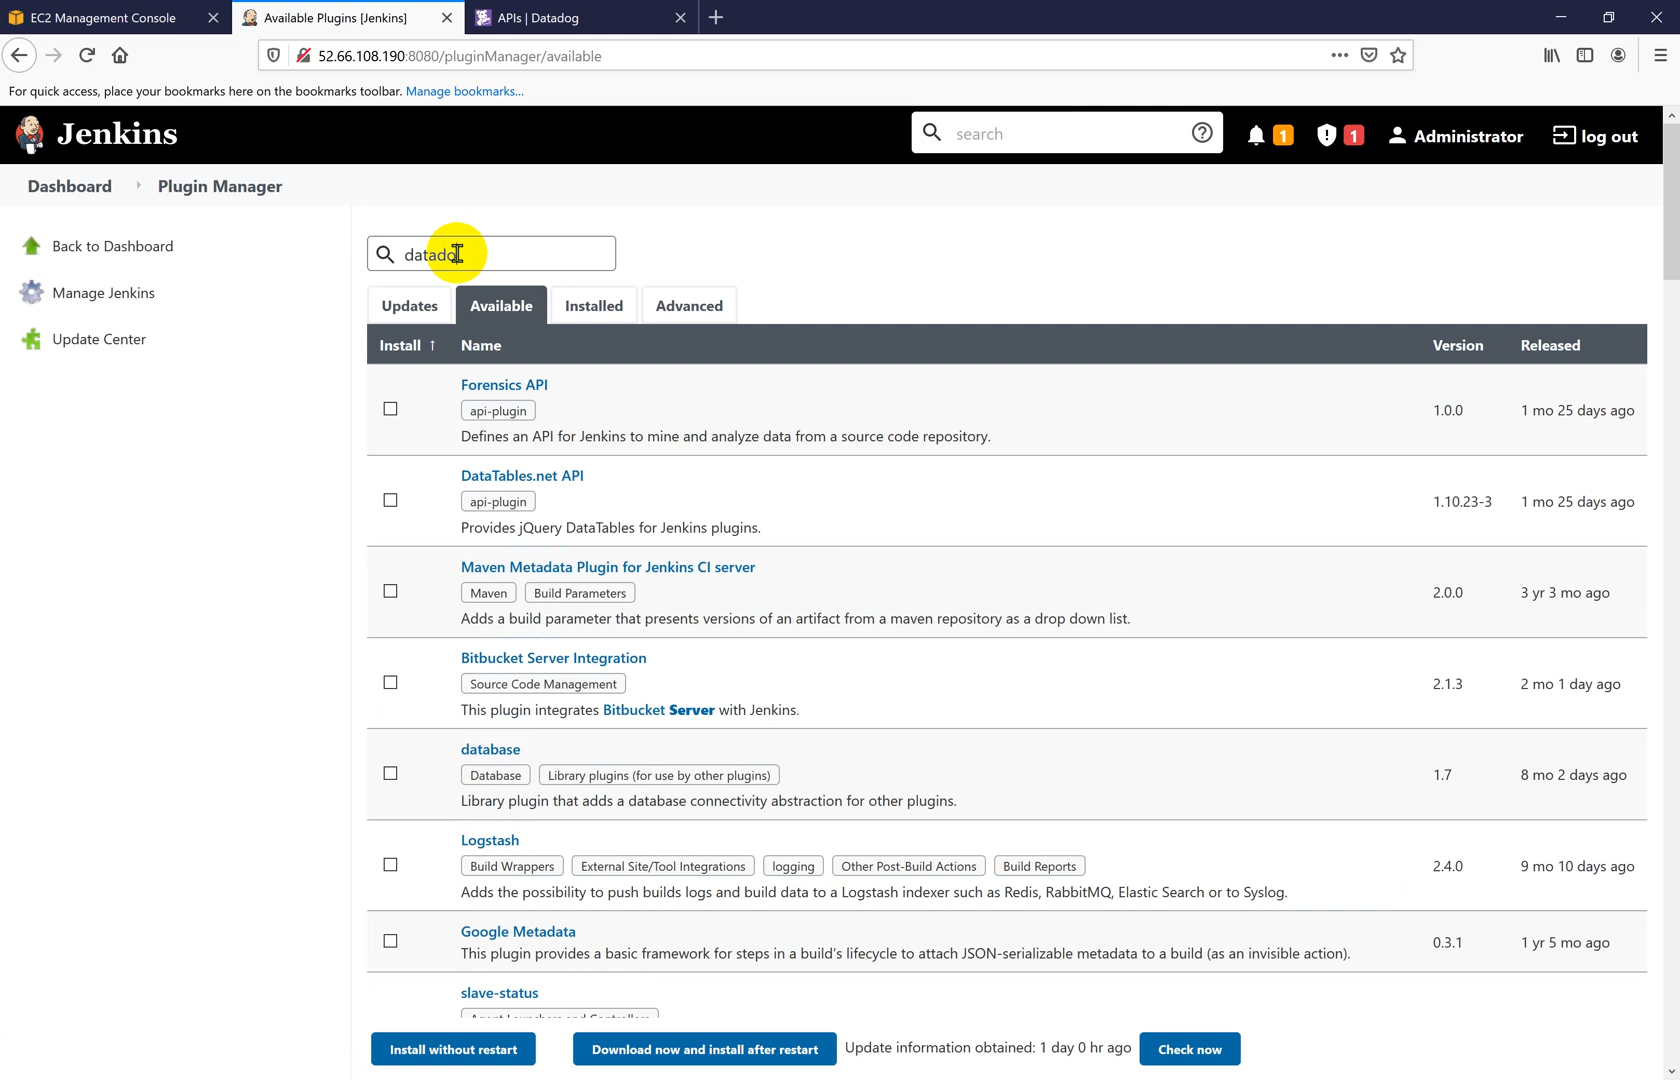 EC2 Management Console
Available Plugins [Jenkins]
APIs | Datadog
52.66.108.190:8080/pluginManager/available
For quick access, place your bookmarks here on the bookmarks toolbar. Manage bookmarks...
Jenkins
search
1
1
Administrator
log out
Dashboard
Plugin Manager
Back to Dashboard
Manage Jenkins
Update Center
datado
Updates
Available
Installed
Advanced
Install ↑
Name
Version
Released
Forensics API
api-plugin
Defines an API for Jenkins to mine and analyze data from a source code repository.
1.0.0
1 mo 25 days ago
DataTables.net API
api-plugin
Provides jQuery DataTables for Jenkins plugins.
1.10.23-3
1 mo 25 days ago
Maven Metadata Plugin for Jenkins CI server
Maven
Build Parameters
Adds a build parameter that presents versions of an artifact from a maven repository as a drop down list.
2.0.0
3 yr 3 mo ago
Bitbucket Server Integration
Source Code Management
This plugin integrates Bitbucket Server with Jenkins.
2.1.3
2 mo 1 day ago
database
Database
Library plugins (for use by other plugins)
Library plugin that adds a database connectivity abstraction for other plugins.
1.7
8 mo 2 days ago
Logstash
Build Wrappers
External Site/Tool Integrations
logging
Other Post-Build Actions
Build Reports
Adds the possibility to push builds logs and build data to a Logstash indexer such as Redis, RabbitMQ, Elastic Search or to Syslog.
2.4.0
9 mo 10 days ago
Google Metadata
This plugin provides a basic framework for steps in a build's lifecycle to attach JSON-serializable metadata to a build (as an invisible action).
0.3.1
1 yr 5 mo ago
slave-status
Agent Launchers and Controllers
Install without restart
Download now and install after restart
Update information obtained: 1 day 0 hr ago
Check now